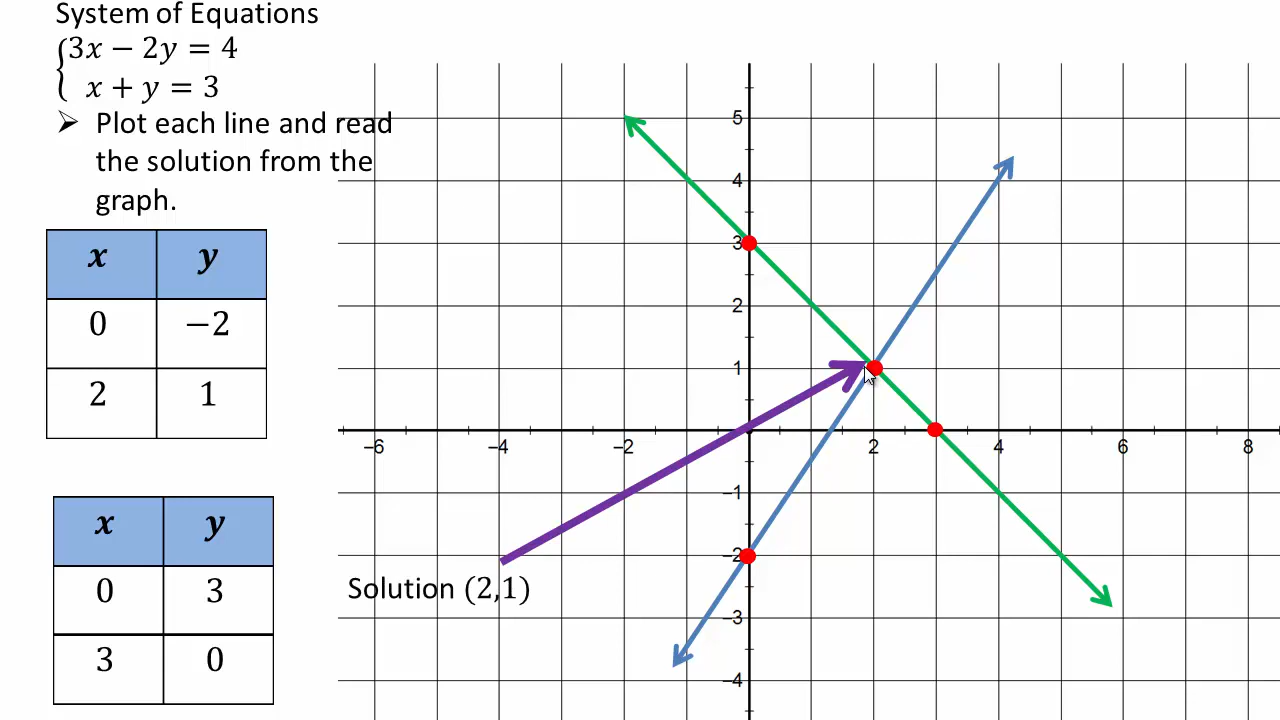 System of Equations
{3x − 2y = 4
x + y = 3
➢ Plot each line and read
the solution from the
graph.
x y
0 −2
2 1
x y
0 3
3 0
5
4
3
2
1
−6 −4 −2 2 4 6 8
−1
−2
−3
−4
Solution (2,1)